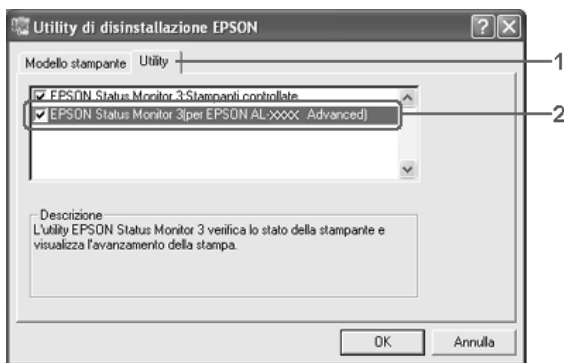 Utility di disinstallazione EPSON
Modello stampante
Utility
1
EPSON Status Monitor 3:Stampanti controllate
EPSON Status Monitor 3(per EPSON AL-XXXX Advanced)
2
Descrizione
L'utility EPSON Status Monitor 3 verifica lo stato della stampante e
visualizza l'avanzamento della stampa.
OK
Annulla